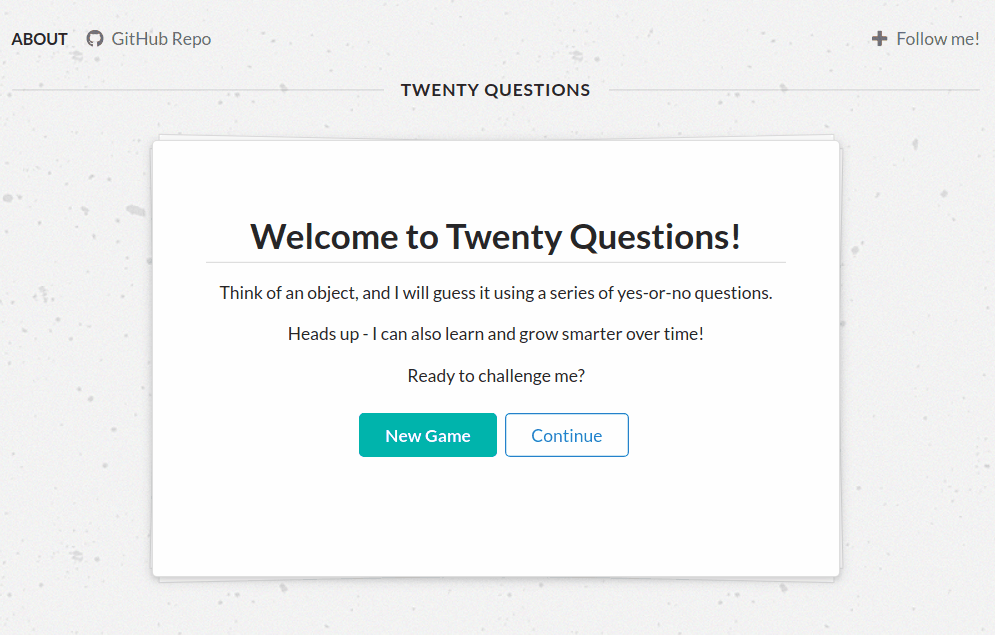 ABOUT GitHub Repo Follow me!
TWENTY QUESTIONS
Welcome to Twenty Questions!
Think of an object, and I will guess it using a series of yes-or-no questions.
Heads up - I can also learn and grow smarter over time!
Ready to challenge me?
New Game Continue